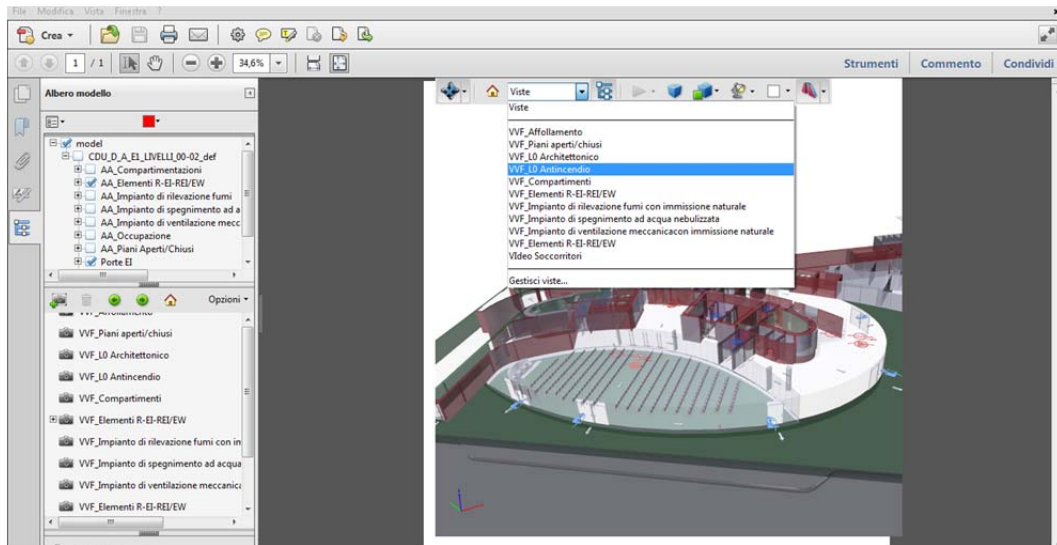 File Modifica Vista Finestra ?
Crea
1 / 1 34,6% Strumenti Commento Condividi
Albero modello
model
CDU_D_A_E1_LIVELLI_00-02_def
AA_Compartimentazioni
AA_Elementi R-EI-REI/EW
AA_Impianto di rilevazione fumi
AA_Impianto di spegnimento ad a
AA_Impianto di ventilazione mecc
AA_Occupazione
AA_Piani Aperti/Chiusi
Porte EI
Opzioni
VVF_Affollamento
VVF_Piani aperti/chiusi
VVF_L0 Architettonico
VVF_L0 Antincendio
VVF_Compartimenti
VVF_Elementi R-EI-REI/EW
VVF_Impianto di rilevazione fumi con in
VVF_Impianto di spegnimento ad acqua
VVF_Impianto di ventilazione meccanica
VVF_Elementi R-EI-REI/EW
Viste
Viste
VVF_Affollamento
VVF_Piani aperti/chiusi
VVF_L0 Architettonico
VVF_L0 Antincendio
VVF_Compartimenti
VVF_Elementi R-EI-REI/EW
VVF_Impianto di rilevazione fumi con immissione naturale
VVF_Impianto di spegnimento ad acqua nebulizzata
VVF_Impianto di ventilazione meccanicacon immissione naturale
VVF_Elementi R-EI-REI/EW
VIdeo Soccorritori
Gestisci viste...